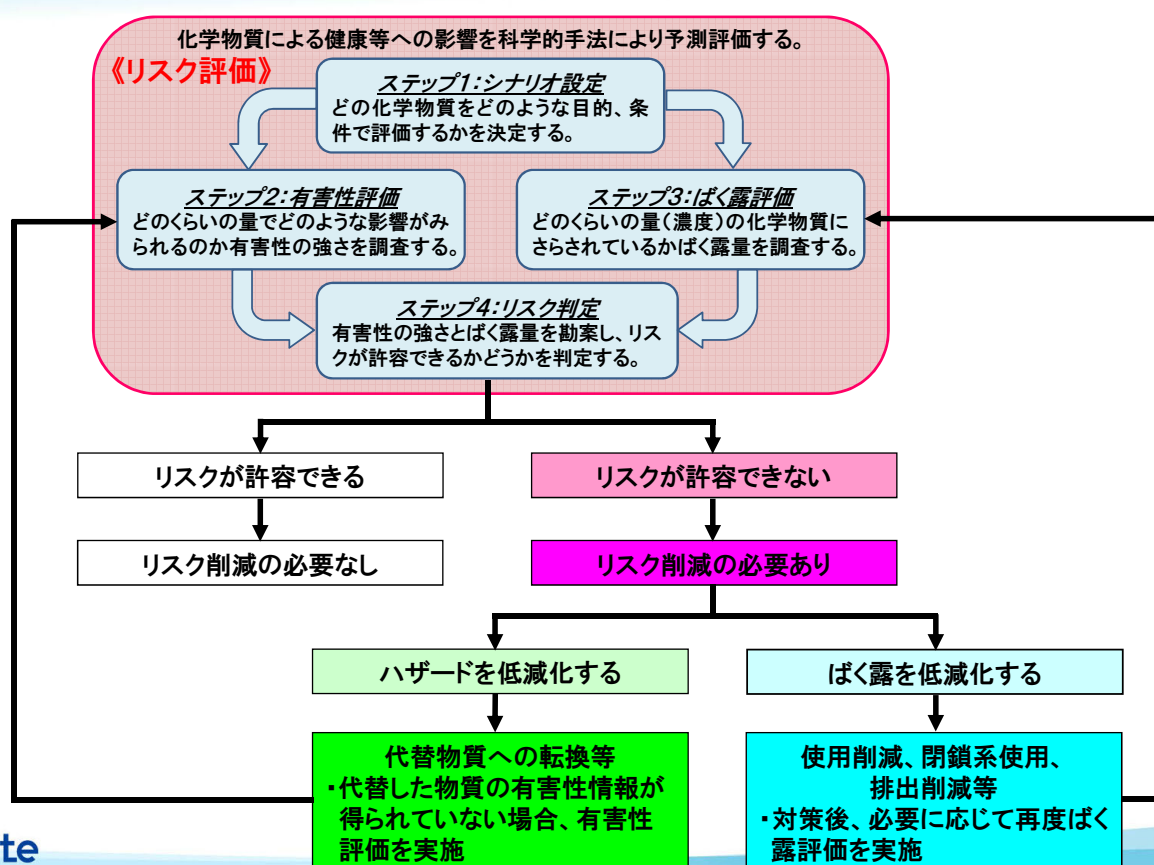 化学物質による健康等への影響を科学的手法により予測評価する。
《リスク評価》
ステップ1:シナリオ設定
どの化学物質をどのような目的、条
件で評価するかを決定する。
ステップ2:有害性評価
どのくらいの量でどのような影響がみ
られるのか有害性の強さを調査する。
ステップ3:ばく露評価
どのくらいの量(濃度)の化学物質に
さらされているかばく露量を調査する。
ステップ4:リスク判定
有害性の強さとばく露量を勘案し、リス
クが許容できるかどうかを判定する。
リスクが許容できる
リスクが許容できない
リスク削減の必要なし
リスク削減の必要あり
ハザードを低減化する
ばく露を低減化する
代替物質への転換等
・代替した物質の有害性情報が
得られていない場合、有害性
評価を実施
使用削減、閉鎖系使用、
排出削減等
・対策後、必要に応じて再度ばく
露評価を実施
te